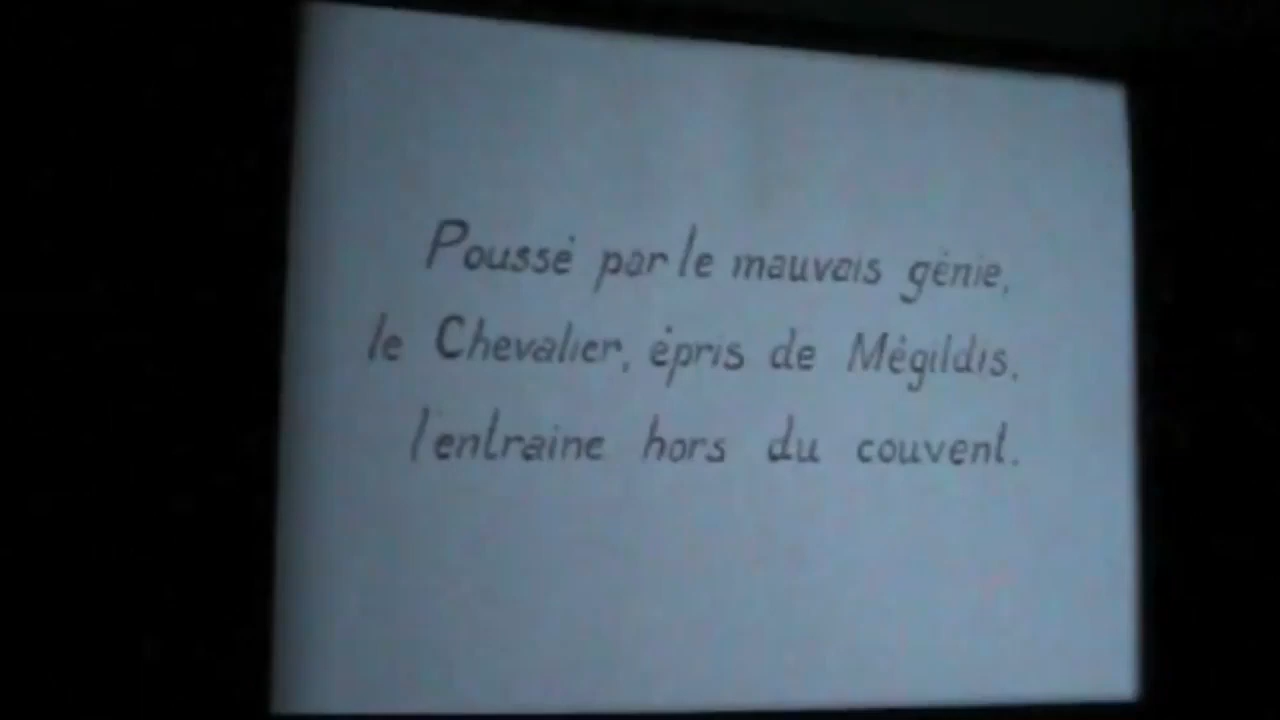 Poussé par le mauvais génie,
le Chevalier, épris de Mégildis,
l'entraine hors du couvent.